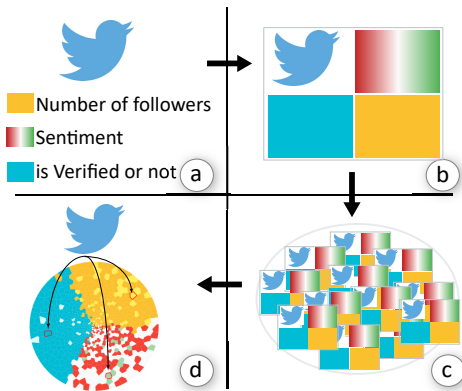 Number of followers
Sentiment
is Verified or not
a
b
d
c